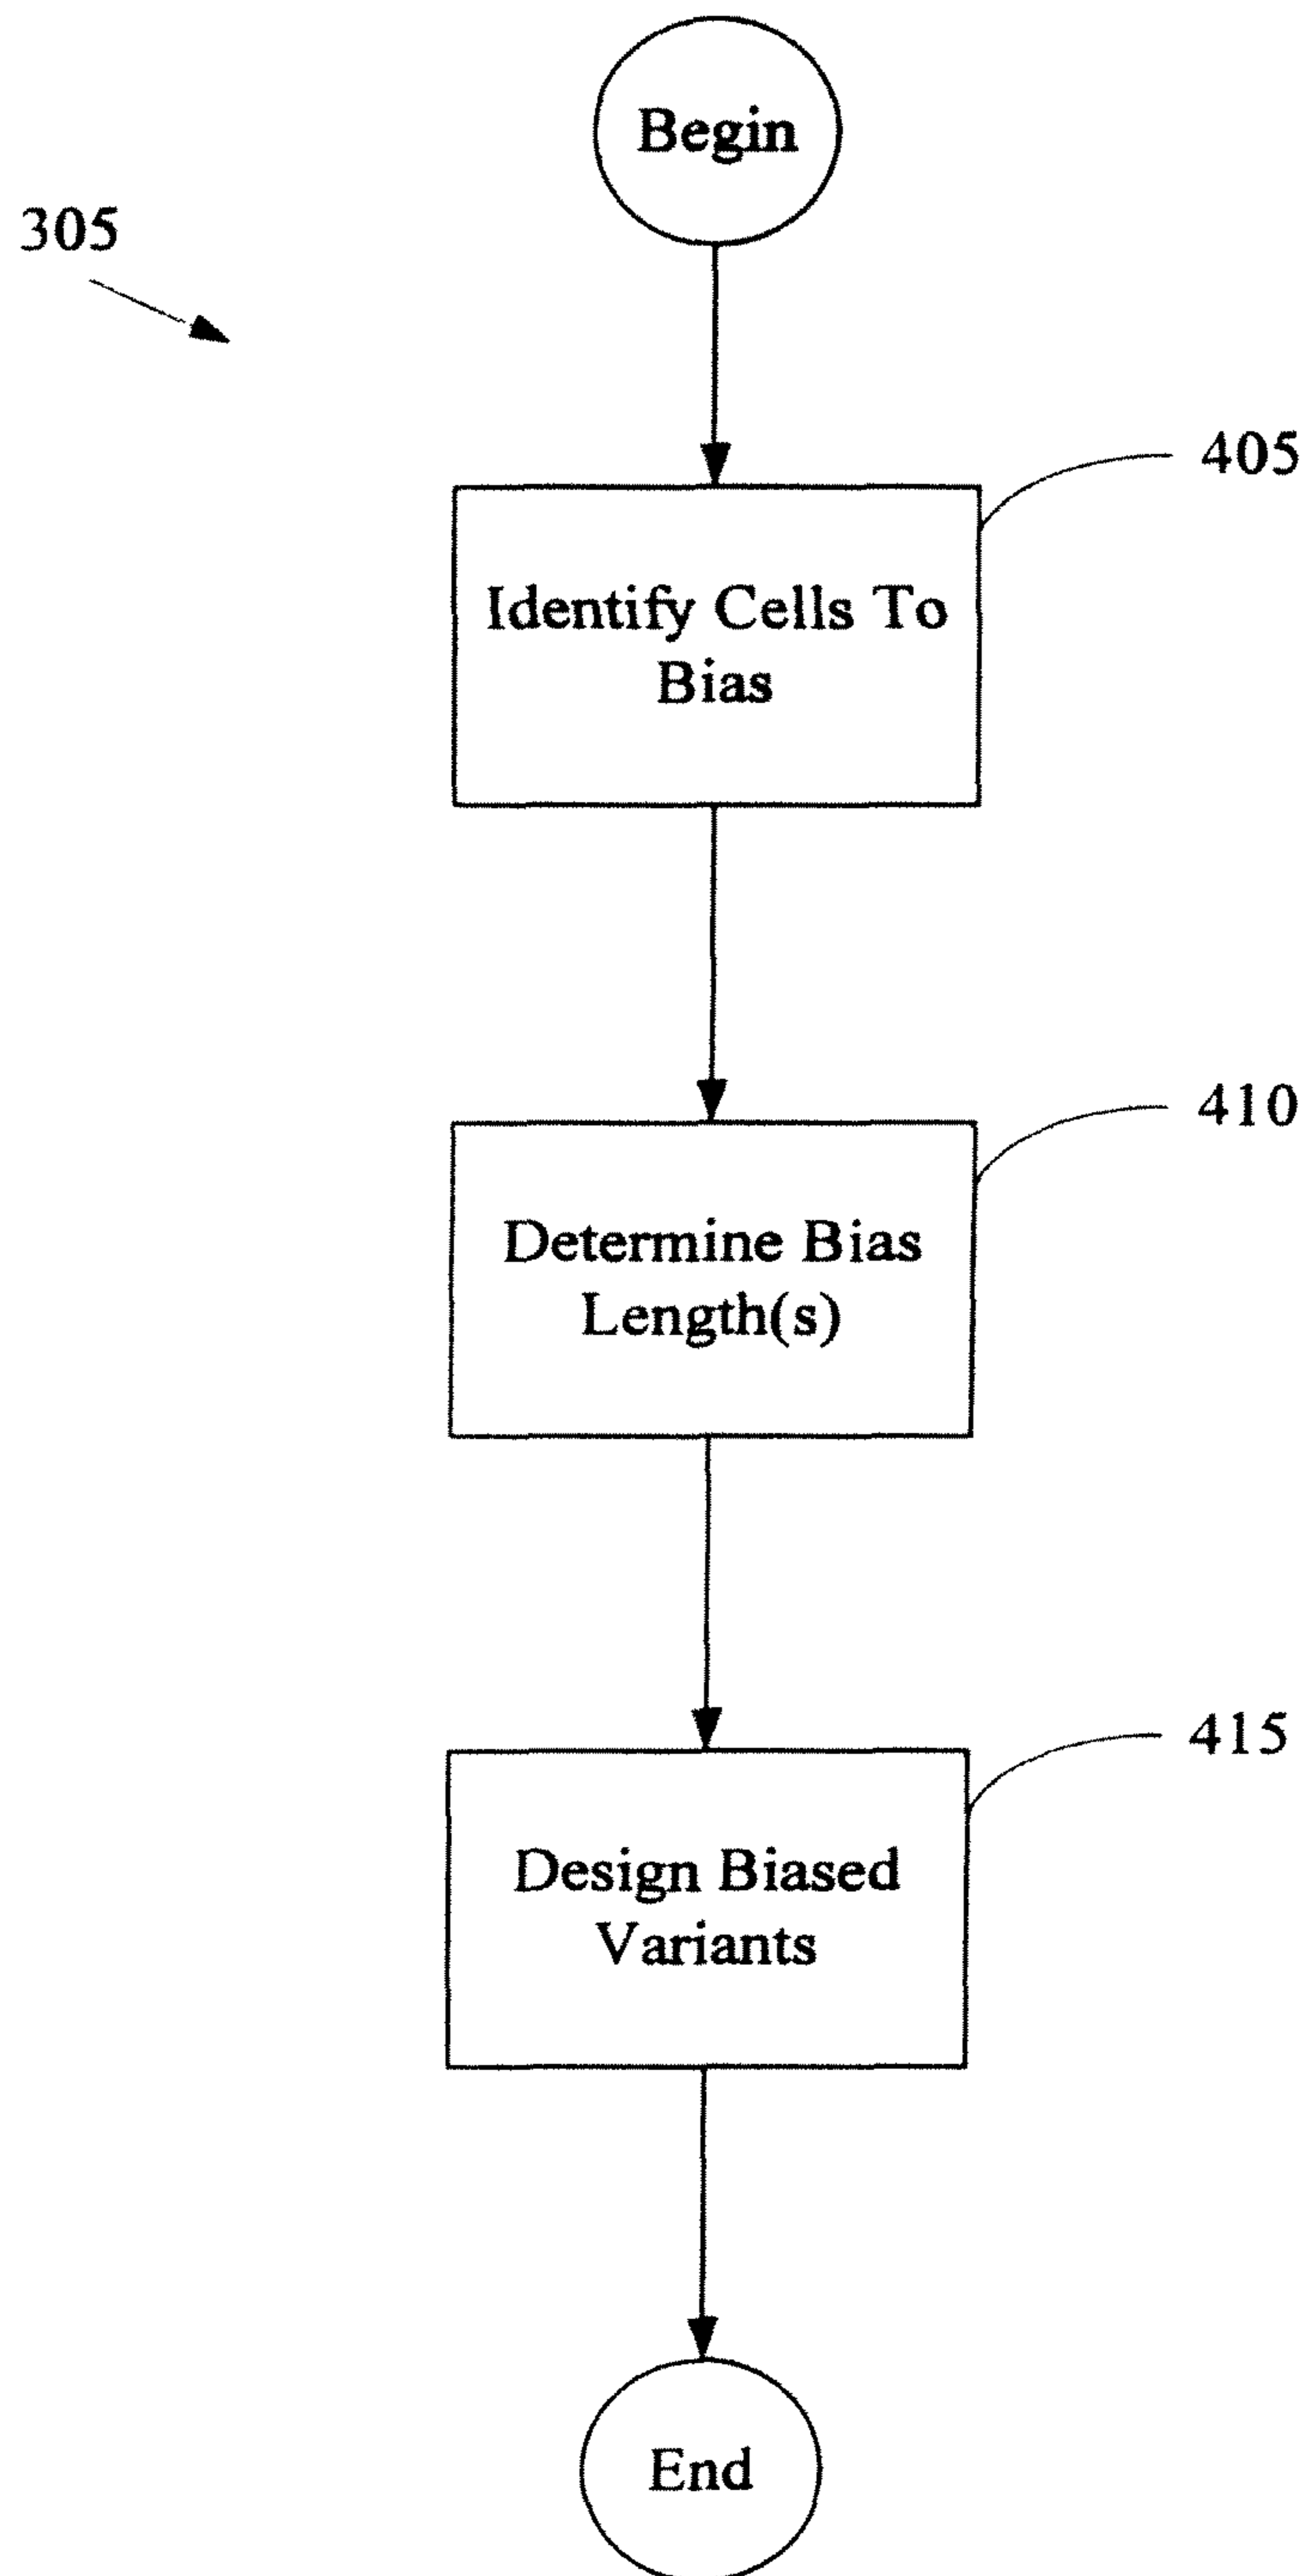 Begin
305
405
Identify Cells To
Bias
410
Determine Bias
Length(s)
415
Design Biased
Variants
End